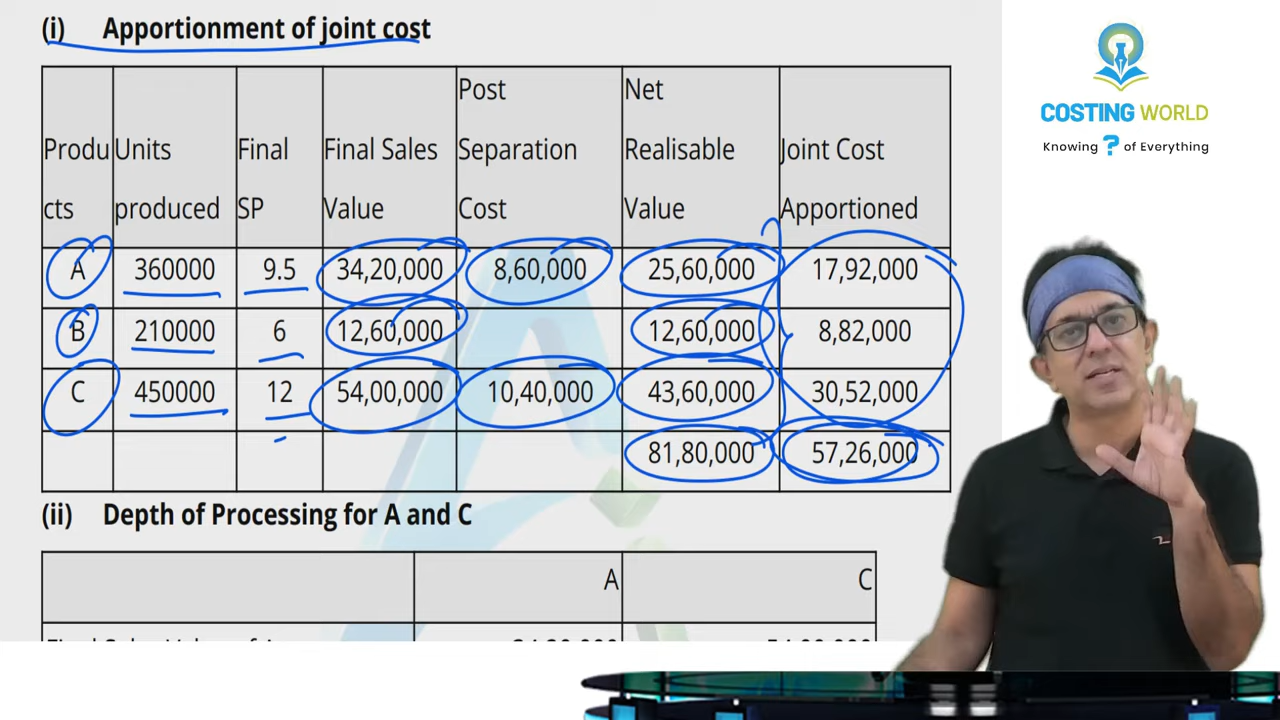 (i) Apportionment of joint cost
Post Net
Produ Units Final Final Sales Separation Realisable Joint Cost
cts produced SP Value Cost Value Apportioned
A 360000 9.5 34,20,000 8,60,000 25,60,000 17,92,000
B 210000 6 12,60,000 12,60,000 8,82,000
C 450000 12 54,00,000 10,40,000 43,60,000 30,52,000
81,80,000 57,26,000
(ii) Depth of Processing for A and C
A C
COSTING WORLD
Knowing ? of Everything